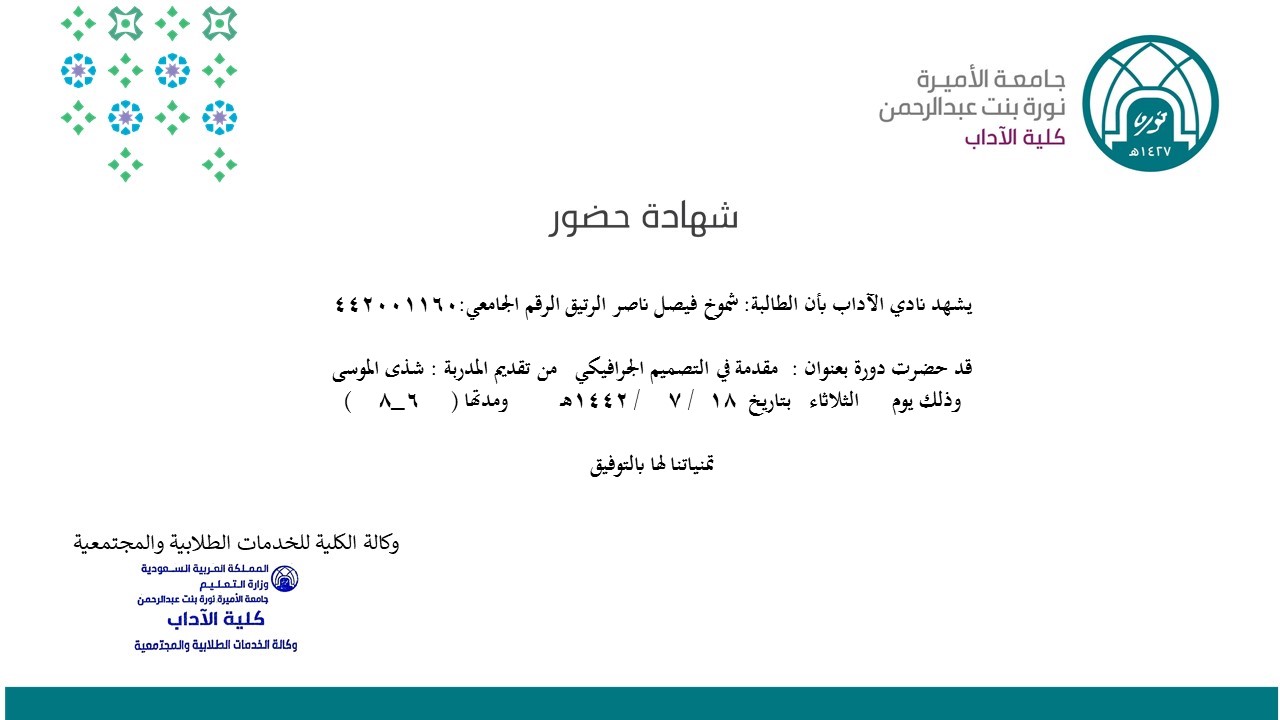 جامعة الأميرة
نورة بنت عبدالرحمن
كلية الآداب
نورة
١٤٢٧هـ
شهادة حضور
يشهد نادي الآداب بأن الطالبة: شموخ فيصل ناصر الرتيق الرقم الجامعي:٤٤٢٠٠١١٦٠
قد حضرت دورة بعنوان : مقدمة في التصميم الجرافيكي من تقديم المدربة : شذى الموسى
وذلك يوم الثلاثاء بتاريخ ١٨ / ٧ / ١٤٤٢هـ ومدتها ( ٦_٨ )
تمنياتنا لها بالتوفيق
وكالة الكلية للخدمات الطلابية والمجتمعية
المملكة العربية السعودية
وزارة التعليم
جامعة الأميرة نورة بنت عبدالرحمن
كلية الآداب
وكالة الخدمات الطلابية والمجتمعية